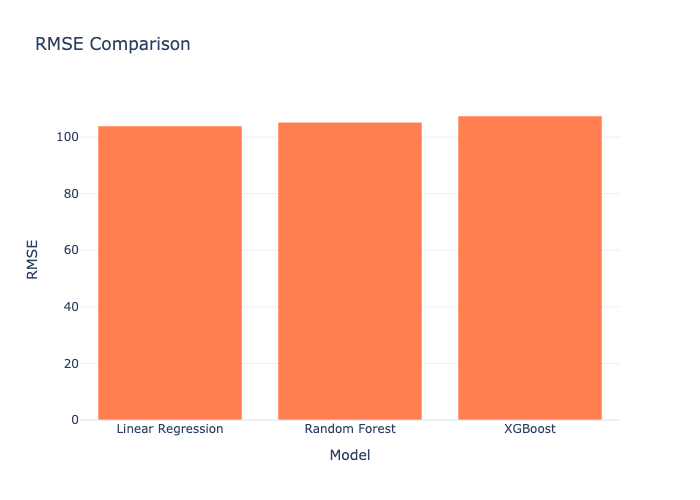 RMSE Comparison
100
80
60
40
20
0
RMSE
Linear Regression
Random Forest
XGBoost
Model